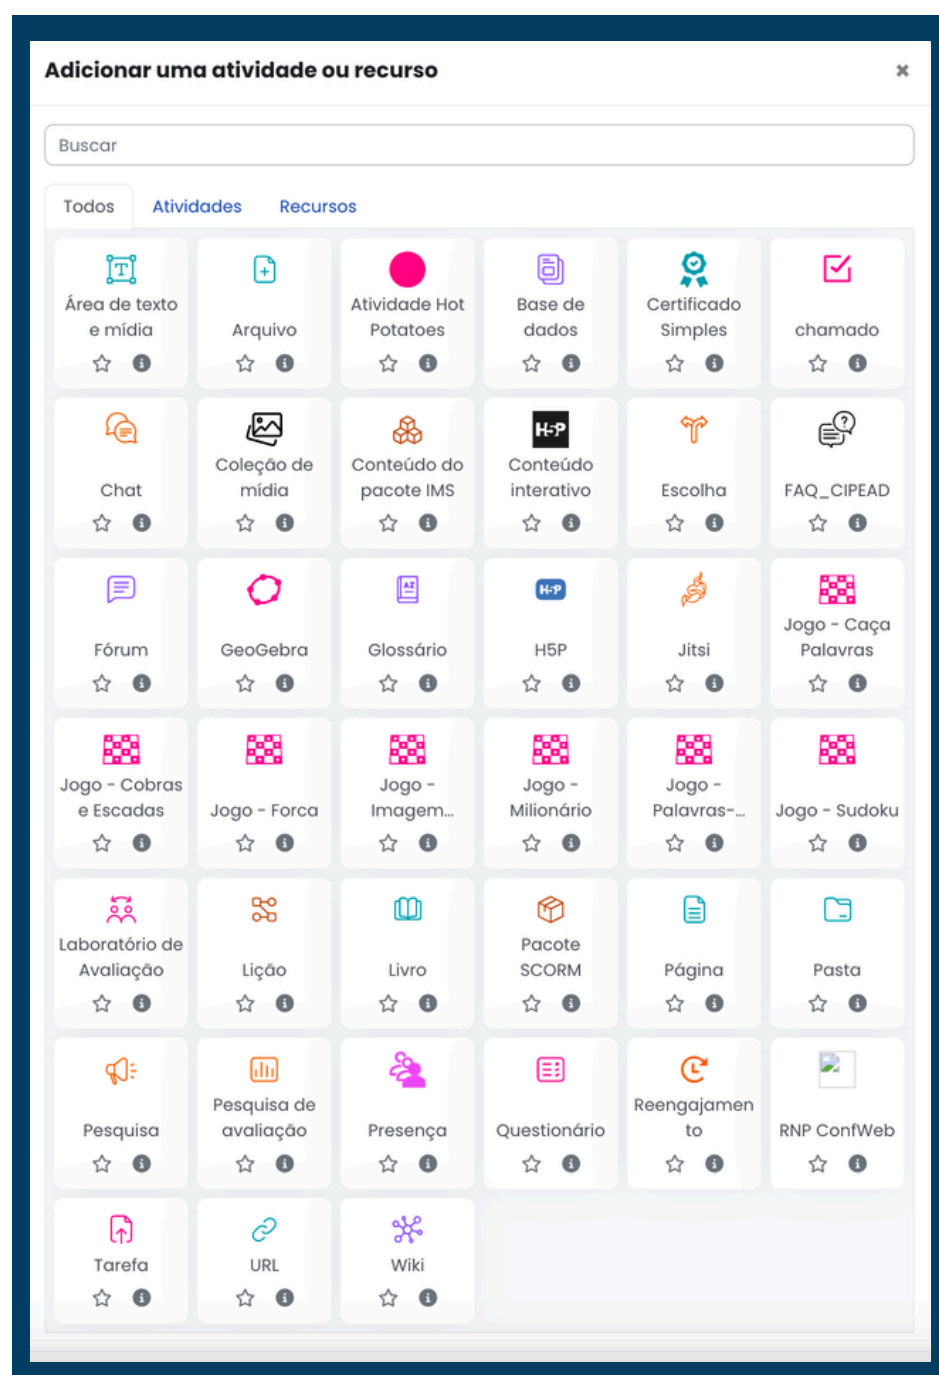 Adicionar uma atividade ou recurso
Buscar
Todos Atividades Recursos
Área de texto e mídia
Arquivo
Atividade Hot Potatoes
Base de dados
Certificado Simples
chamado
Chat
Coleção de mídia
Conteúdo do pacote IMS
H5P
Conteúdo interativo
Escolha
FAQ_CIPEAD
Fórum
GeoGebra
AZ
Glossário
H5P
H5P
Jitsi
Jogo - Caça Palavras
Jogo - Cobras e Escadas
Jogo - Forca
Jogo - Imagem...
Jogo - Milionário
Jogo - Palavras-...
Jogo - Sudoku
Laboratório de Avaliação
Lição
Livro
Pacote SCORM
Página
Pasta
Pesquisa
Pesquisa de avaliação
Presença
Questionário
Reengajamen
to
RNP ConfWeb
Tarefa
URL
Wiki